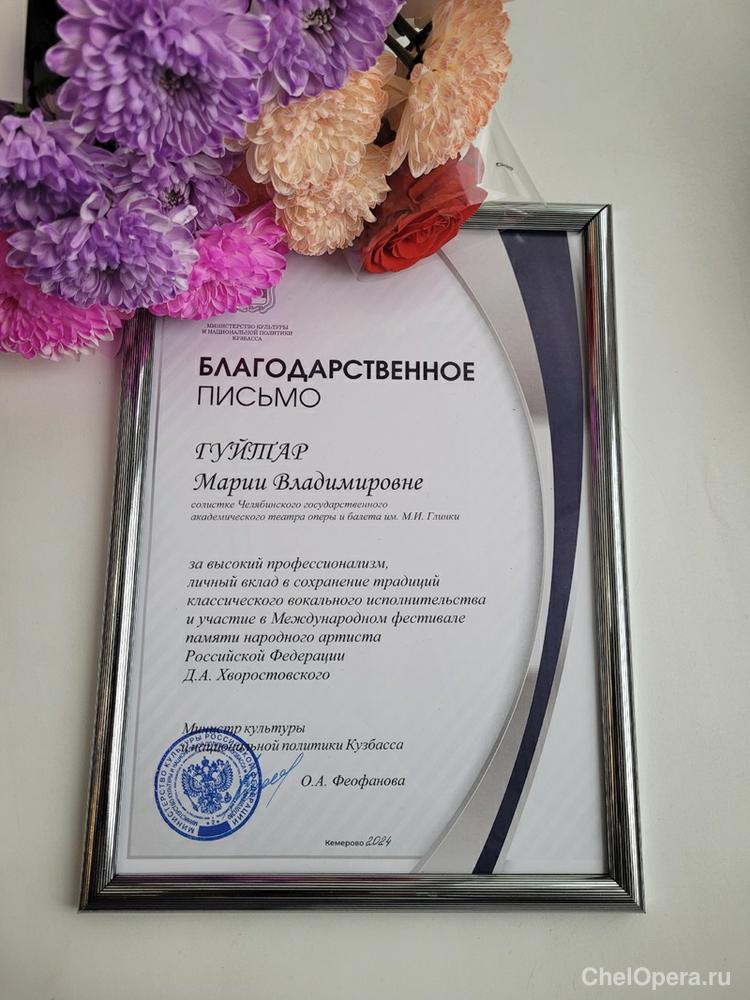 МИНИСТЕРСТВО КУЛЬТУРЫ
И НАЦИОНАЛЬНОЙ ПОЛИТИКИ
КУЗБАССА
БЛАГОДАРСТВЕННОЕ
ПИСЬМО
ГУЙТАР
Марии Владимировне
солистке Челябинского государственного
академического театра оперы и балета им. М.И. Глинки
за высокий профессионализм,
личный вклад в сохранение традиций
классического вокального исполнительства
и участие в Международном фестивале
памяти народного артиста
Российской Федерации
Д.А. Хворостовского
Министр культуры
и национальной политики Кузбасса
О.А. Феофанова
Кемерово 2024
ChelOpera.ru